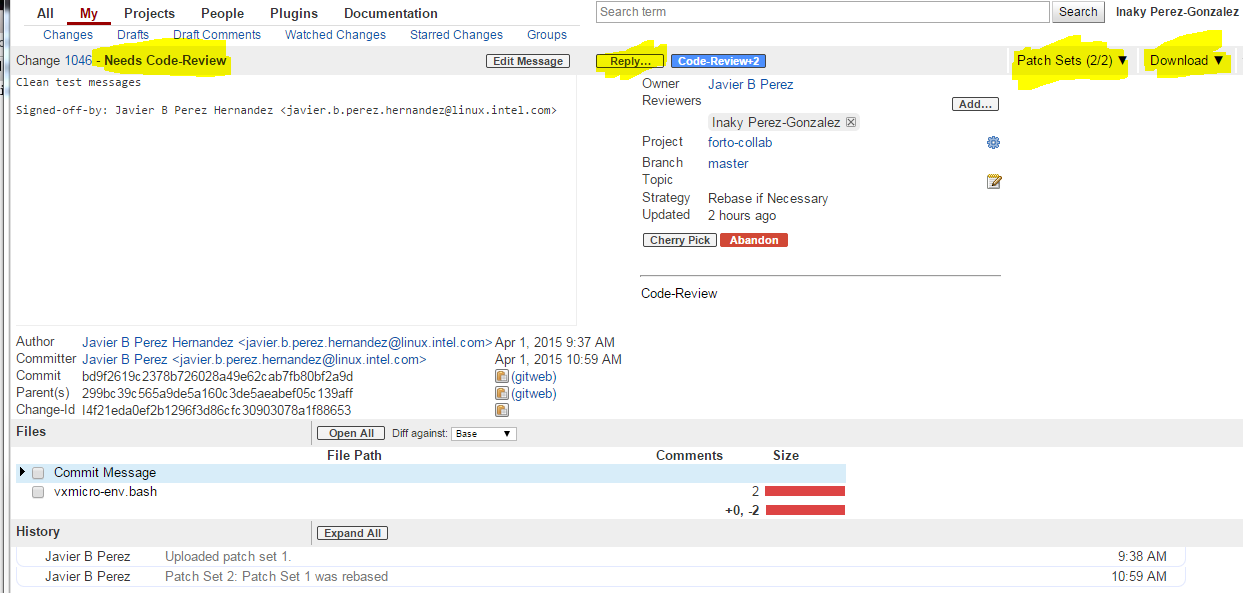 All My Projects People Plugins Documentation Search term Search Inaky Perez-Gonzalez
Changes Drafts Draft Comments Watched Changes Starred Changes Groups
Change 1046 - Needs Code-Review Edit Message Reply... Code-Review+2 Patch Sets (2/2) ▼ Download ▼
Clean test messages
Signed-off-by: Javier B Perez Hernandez <javier.b.perez.hernandez@linux.intel.com>
Owner Javier B Perez
Reviewers Add...
Inaky Perez-Gonzalez
Project forto-collab
Branch master
Topic
Strategy Rebase if Necessary
Updated 2 hours ago
Cherry Pick Abandon
Code-Review
Author Javier B Perez Hernandez <javier.b.perez.hernandez@linux.intel.com> Apr 1, 2015 9:37 AM
Committer Javier B Perez <javier.b.perez.hernandez@linux.intel.com> Apr 1, 2015 10:59 AM
Commit bd9f2619c2378b726028a49e62cab7fb80bf2a9d (gitweb)
Parent(s) 299bc39c565a9de5a160c3de5aeabef05c139aff (gitweb)
Change-Id I4f21eda0ef2b1296f3d86cfc30903078a1f88653
Files Open All Diff against: Base ▼
File Path Comments Size
Commit Message
vxmicro-env.bash 2
+0, -2
History Expand All
Javier B Perez Uploaded patch set 1. 9:38 AM
Javier B Perez Patch Set 2: Patch Set 1 was rebased 10:59 AM